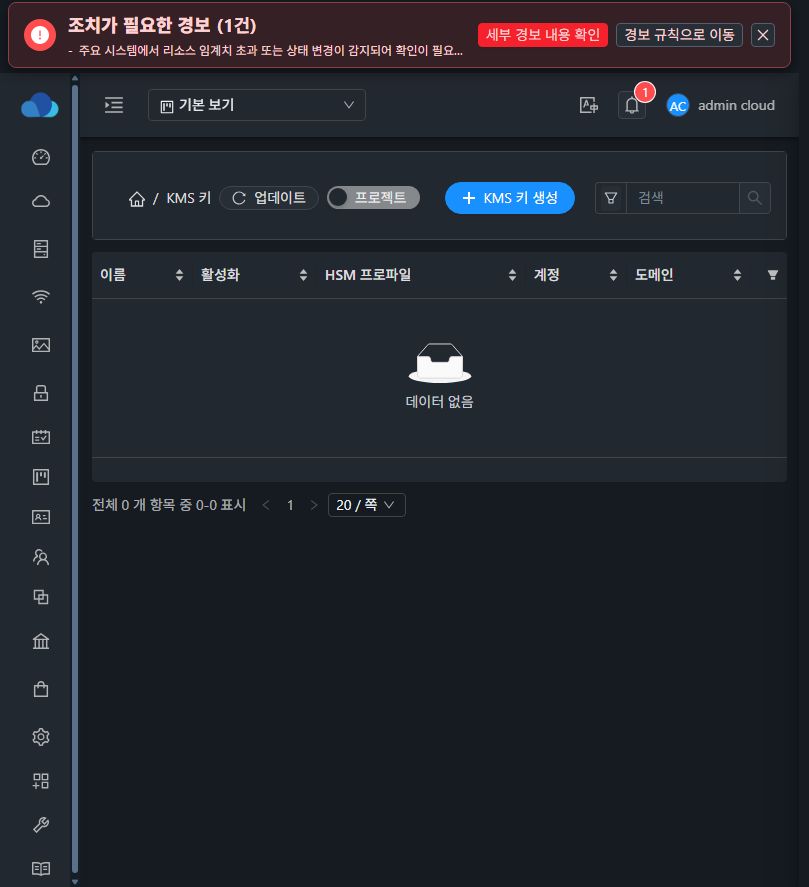 조치가 필요한 경보 (1건)
- 주요 시스템에서 리소스 임계치 초과 또는 상태 변경이 감지되어 확인이 필요...
세부 경보 내용 확인
경보 규칙으로 이동
기본 보기
1
AC
admin cloud
/ KMS 키
업데이트
프로젝트
+ KMS 키 생성
검색
이름
활성화
HSM 프로파일
계정
도메인
데이터 없음
전체 0 개 항목 중 0-0 표시
< 1 >
20 / 쪽